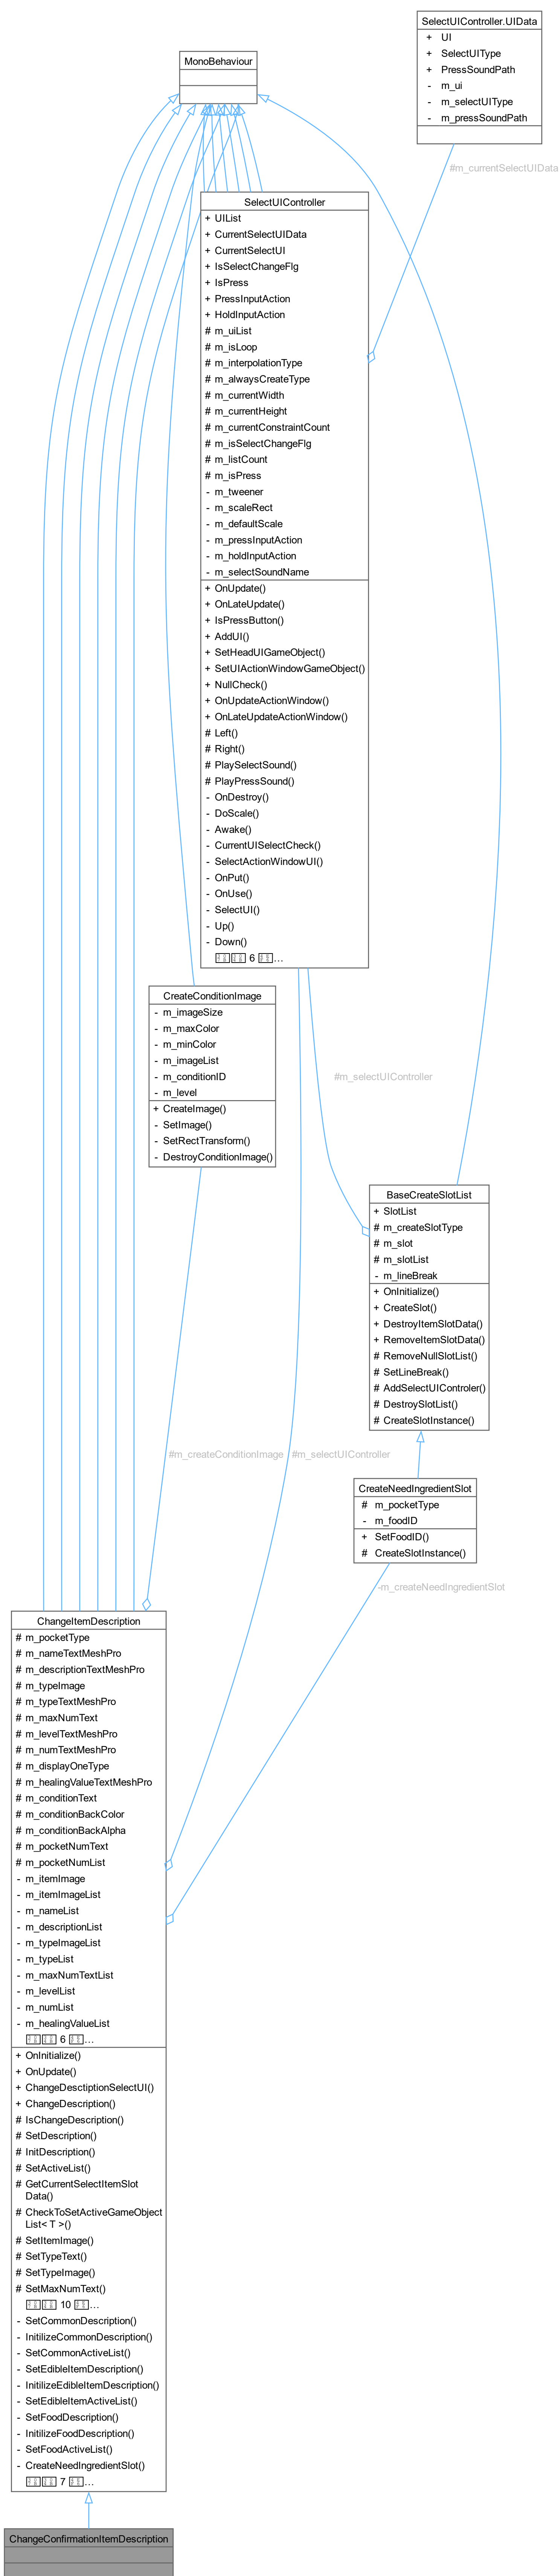 SelectUIController.UIData
+ UI
+ SelectUIType
+ PressSoundPath
- m_ui
- m_selectUIType
- m_pressSoundPath
MonoBehaviour
#m_currentSelectUIData
SelectUIController
+ UIList
+ CurrentSelectUIData
+ CurrentSelectUI
+ IsSelectChangeFlg
+ IsPress
+ PressInputAction
+ HoldInputAction
# m_uiList
# m_isLoop
# m_interpolationType
# m_alwaysCreateType
# m_currentWidth
# m_currentHeight
# m_currentConstraintCount
# m_isSelectChangeFlg
# m_listCount
# m_isPress
- m_tweener
- m_scaleRect
- m_defaultScale
- m_pressInputAction
- m_holdInputAction
- m_selectSoundName
+ OnUpdate()
+ OnLateUpdate()
+ IsPressButton()
+ AddUI()
+ SetHeadUIGameObject()
+ SetUIActionWindowGameObject()
+ NullCheck()
+ OnUpdateActionWindow()
+ OnLateUpdateActionWindow()
# Left()
# Right()
# PlaySelectSound()
# PlayPressSound()
- OnDestroy()
- DoScale()
- Awake()
- CurrentUISelectCheck()
- SelectActionWindowUI()
- OnPut()
- OnUse()
- SelectUI()
- Up()
- Down()
6 ...
CreateConditionImage
- m_imageSize
- m_maxColor
- m_minColor
- m_imageList
- m_conditionID
- m_level
+ CreateImage()
- SetImage()
- SetRectTransform()
- DestroyConditionImage()
#m_selectUIController
BaseCreateSlotList
+ SlotList
# m_createSlotType
# m_slot
# m_slotList
- m_lineBreak
+ OnInitialize()
+ CreateSlot()
+ DestroyItemSlotData()
+ RemoveItemSlotData()
# RemoveNullSlotList()
# SetLineBreak()
# AddSelectUIControler()
# DestroySlotList()
# CreateSlotInstance()
#m_createConditionImage
#m_selectUIController
CreateNeedIngredientSlot
# m_pocketType
- m_foodID
+ SetFoodID()
# CreateSlotInstance()
-m_createNeedIngredientSlot
ChangeItemDescription
# m_pocketType
# m_nameTextMeshPro
# m_descriptionTextMeshPro
# m_typeImage
# m_typeTextMeshPro
# m_maxNumText
# m_levelTextMeshPro
# m_numTextMeshPro
# m_displayOneType
# m_healingValueTextMeshPro
# m_conditionText
# m_conditionBackColor
# m_conditionBackAlpha
# m_pocketNumText
# m_pocketNumList
- m_itemImage
- m_itemImageList
- m_nameList
- m_descriptionList
- m_typeImageList
- m_typeList
- m_maxNumTextList
- m_levelList
- m_numList
- m_healingValueList
6 ...
+ OnInitialize()
+ OnUpdate()
+ ChangeDesctiptionSelectUI()
+ ChangeDescription()
# IsChangeDescription()
# SetDescription()
# InitDescription()
# SetActiveList()
# GetCurrentSelectItemSlot
Data()
# CheckToSetActiveGameObject
List< T >()
# SetItemImage()
# SetTypeText()
# SetTypeImage()
# SetMaxNumText()
10 ...
- SetCommonDescription()
- InitilizeCommonDescription()
- SetCommonActiveList()
- SetEdibleItemDescription()
- InitilizeEdibleItemDescription()
- SetEdibleItemActiveList()
- SetFoodDescription()
- InitilizeFoodDescription()
- SetFoodActiveList()
- CreateNeedIngredientSlot()
7 ...
ChangeConfirmationItemDescription